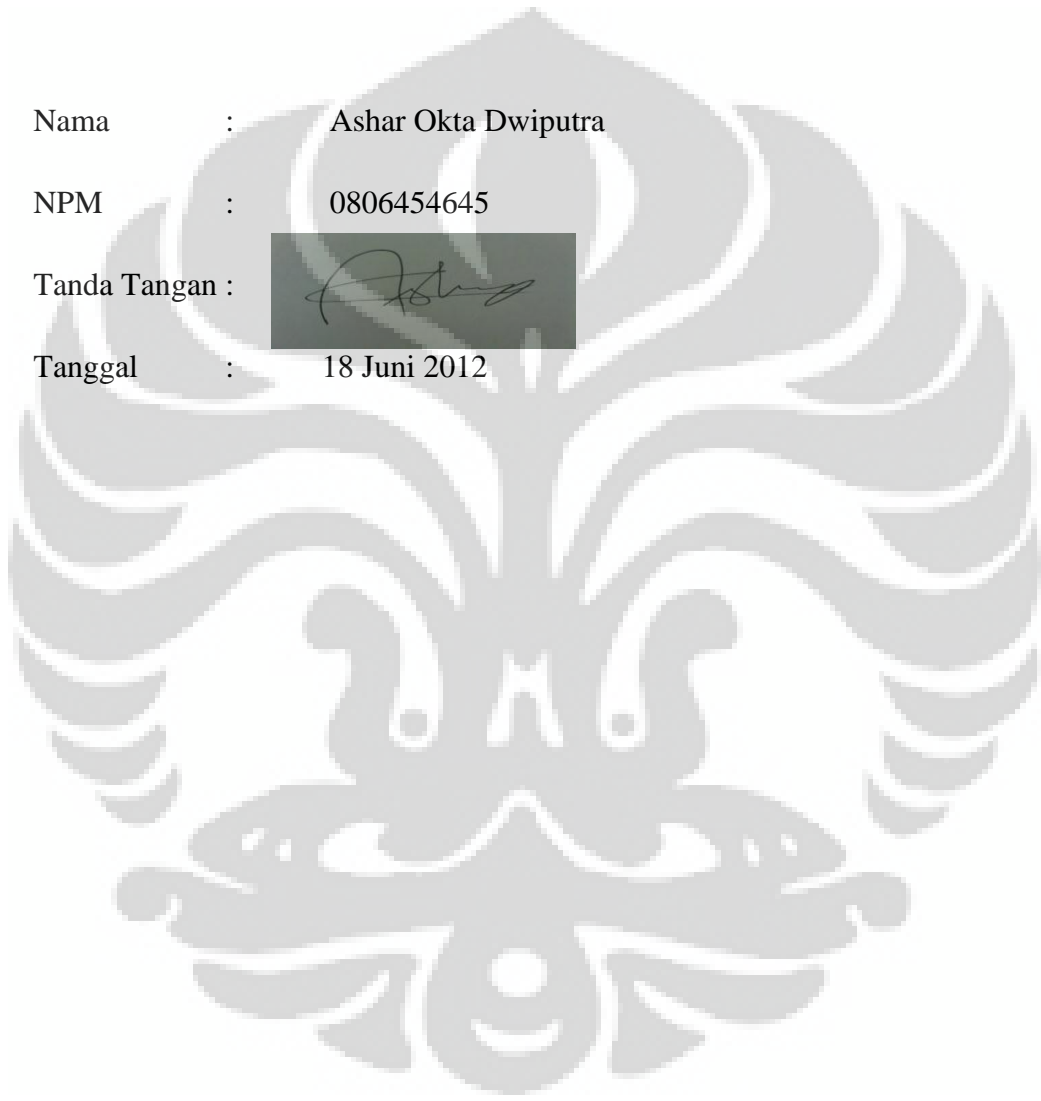 Nama : Ashar Okta Dwiputra
NPM : 0806454645
Tanda Tangan :
Tanggal : 18 Juni 2012